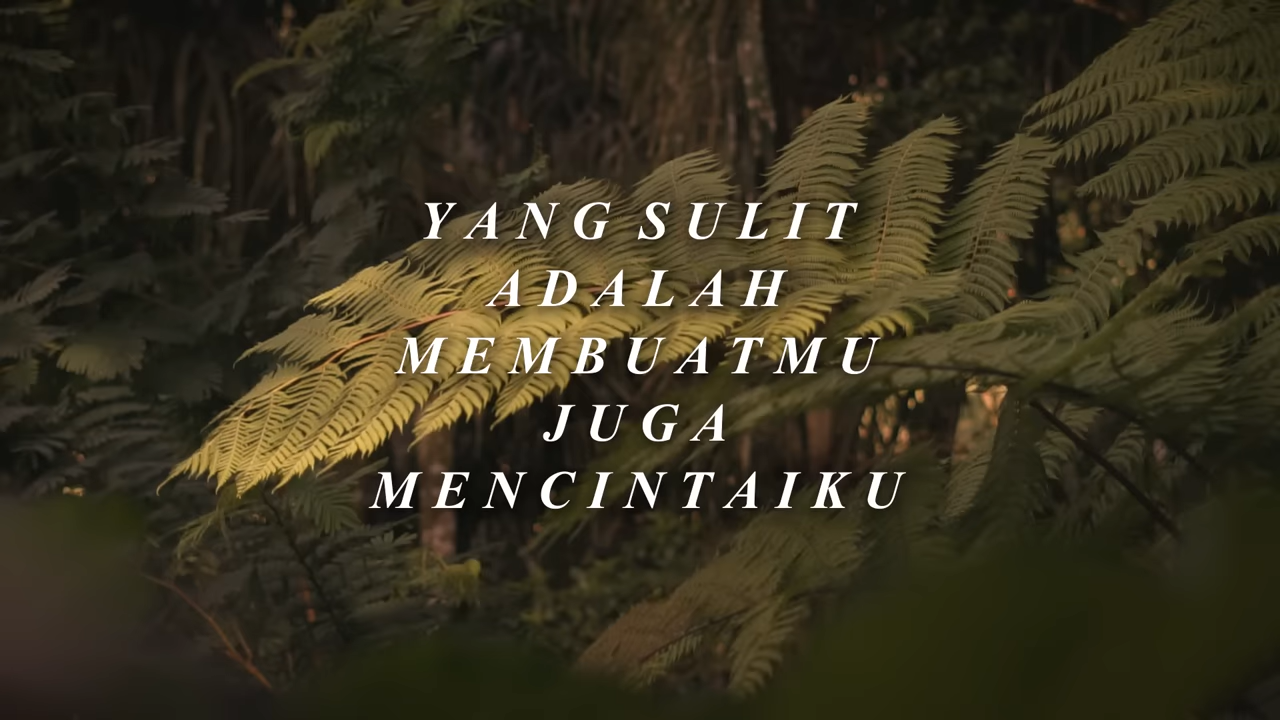 YANG SULIT
ADALAH
MEMBUATMU
JUGA
MENCINTAIKU